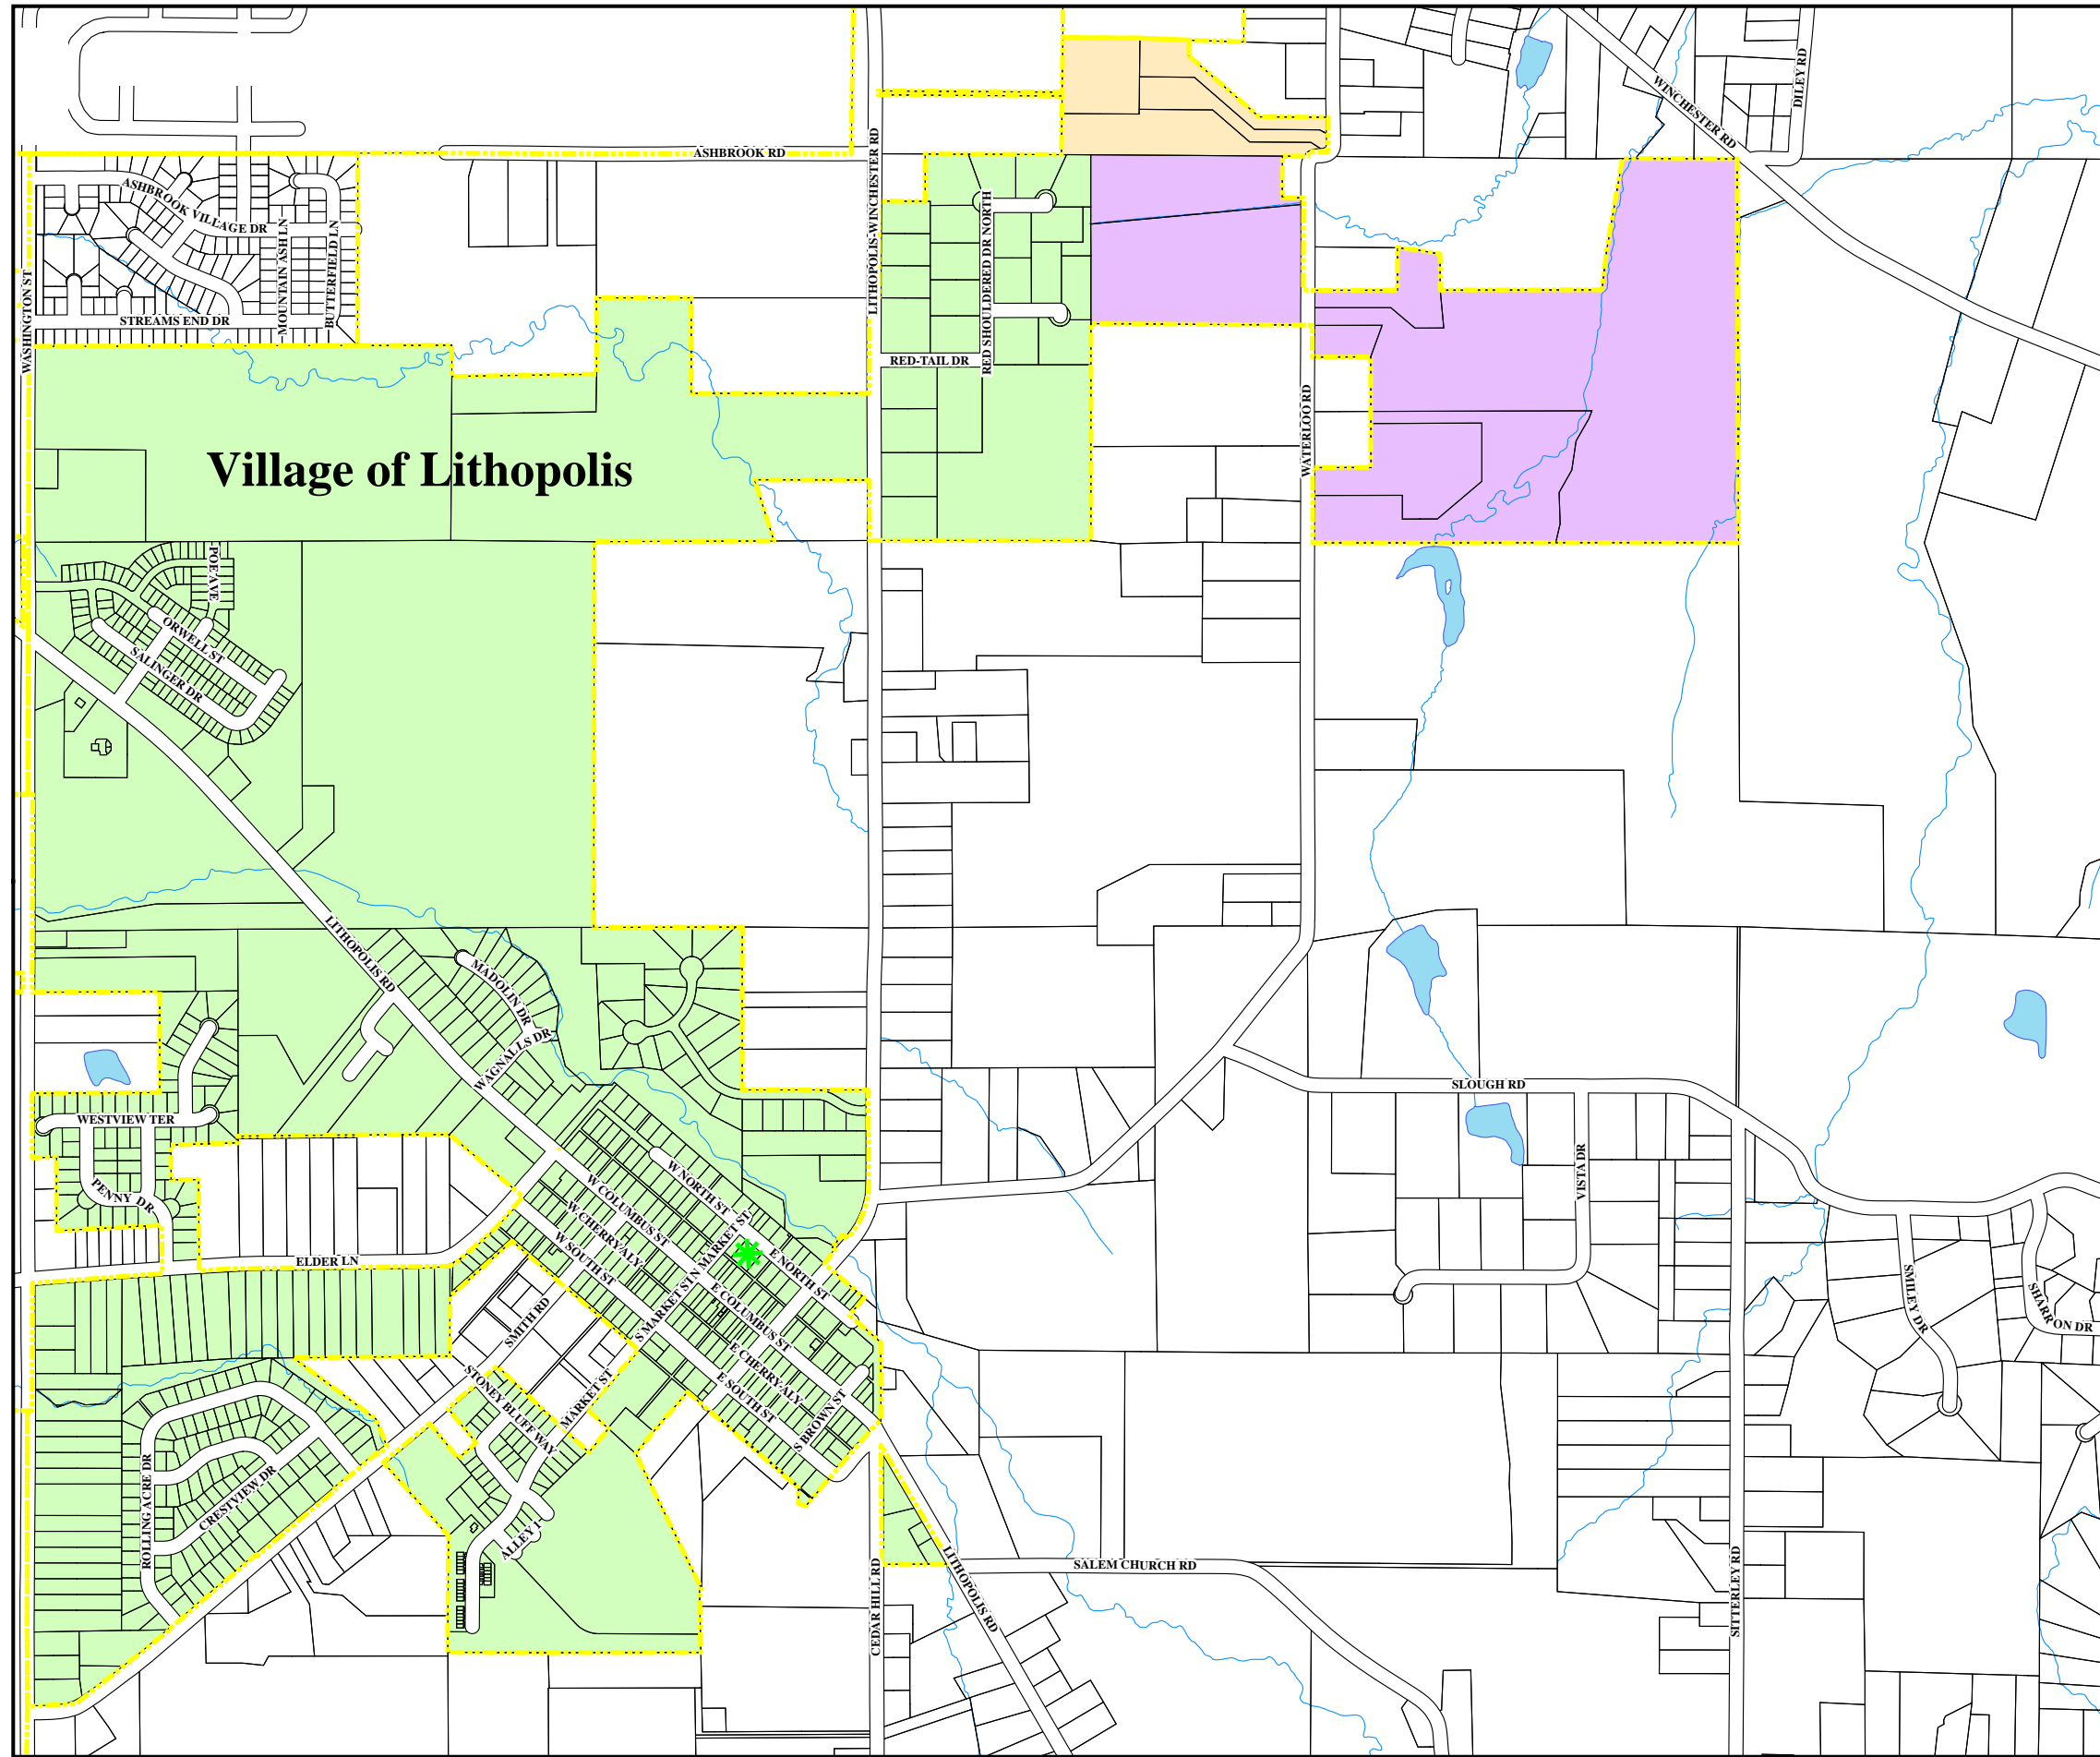 DILEY RD
WINCHESTER RD
ASHBROOK RD
LITHOPOLIS-WINCHESTER RD
ASHBROOK VILLAGE DR
MOUNTAIN ASH LN
BUTTERFIELD LN
RED SHOULDERED DR NORTH
WASHINGTON ST
STREAMS END DR
RED-TAIL DR
WATERLOO RD
Village of Lithopolis
POE AVE
ORWELL ST
SALINGER DR
LITHOPOLIS RD
MADOLIN DR
WAGNALLS DR
SLOUGH RD
WESTVIEW TER
VISTA DR
PENNY DR
W NORTH ST
W COLUMBUS ST
W CHERRY ALY
W SOUTH ST
N MARKET ST
S MARKET ST
E NORTH ST
ELDER LN
E COLUMBUS ST
SMITH RD
SMILEY DR
SHARRON DR
E CHERRY ALY
E SOUTH ST
STONEY BLUFF WAY
MARKET ST
S BROWN ST
ROLLING ACRE DR
CRESTVIEW DR
ALLEY 1
SALEM CHURCH RD
CEDAR HILL RD
LITHOPOLIS RD
SITTERLEY RD